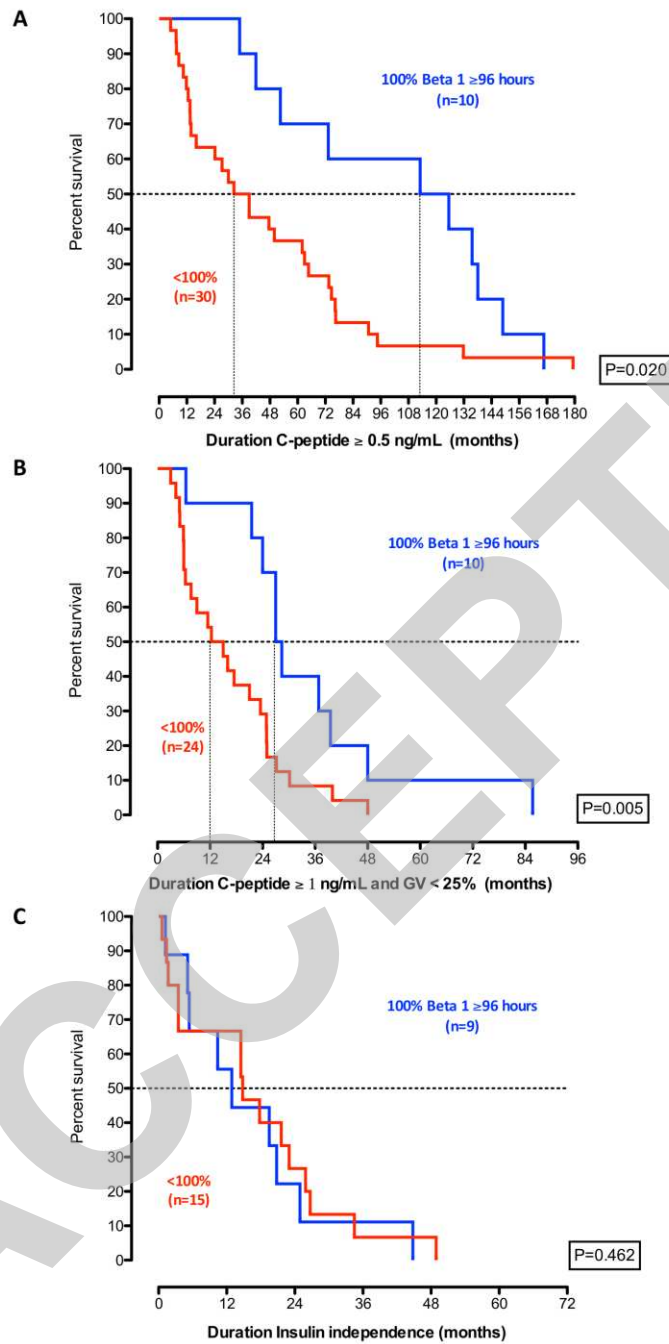 A
100
90
80
70
60
50
40
30
20
10
0
Percent survival
100% Beta 1 ≥96 hours
(n=10)
<100%
(n=30)
P=0.020
0 12 24 36 48 60 72 84 96 108 120 132 144 156 168 180
Duration C-peptide ≥ 0.5 ng/mL (months)
B
100
90
80
70
60
50
40
30
20
10
0
Percent survival
100% Beta 1 ≥96 hours
(n=10)
<100%
(n=24)
P=0.005
0 12 24 36 48 60 72 84 96
Duration C-peptide ≥ 1 ng/mL and GV < 25% (months)
C
100
90
80
70
60
50
40
30
20
10
0
Percent survival
100% Beta 1 ≥96 hours
(n=9)
<100%
(n=15)
P=0.462
0 12 24 36 48 60 72
Duration Insulin independence (months)
ACCEPT